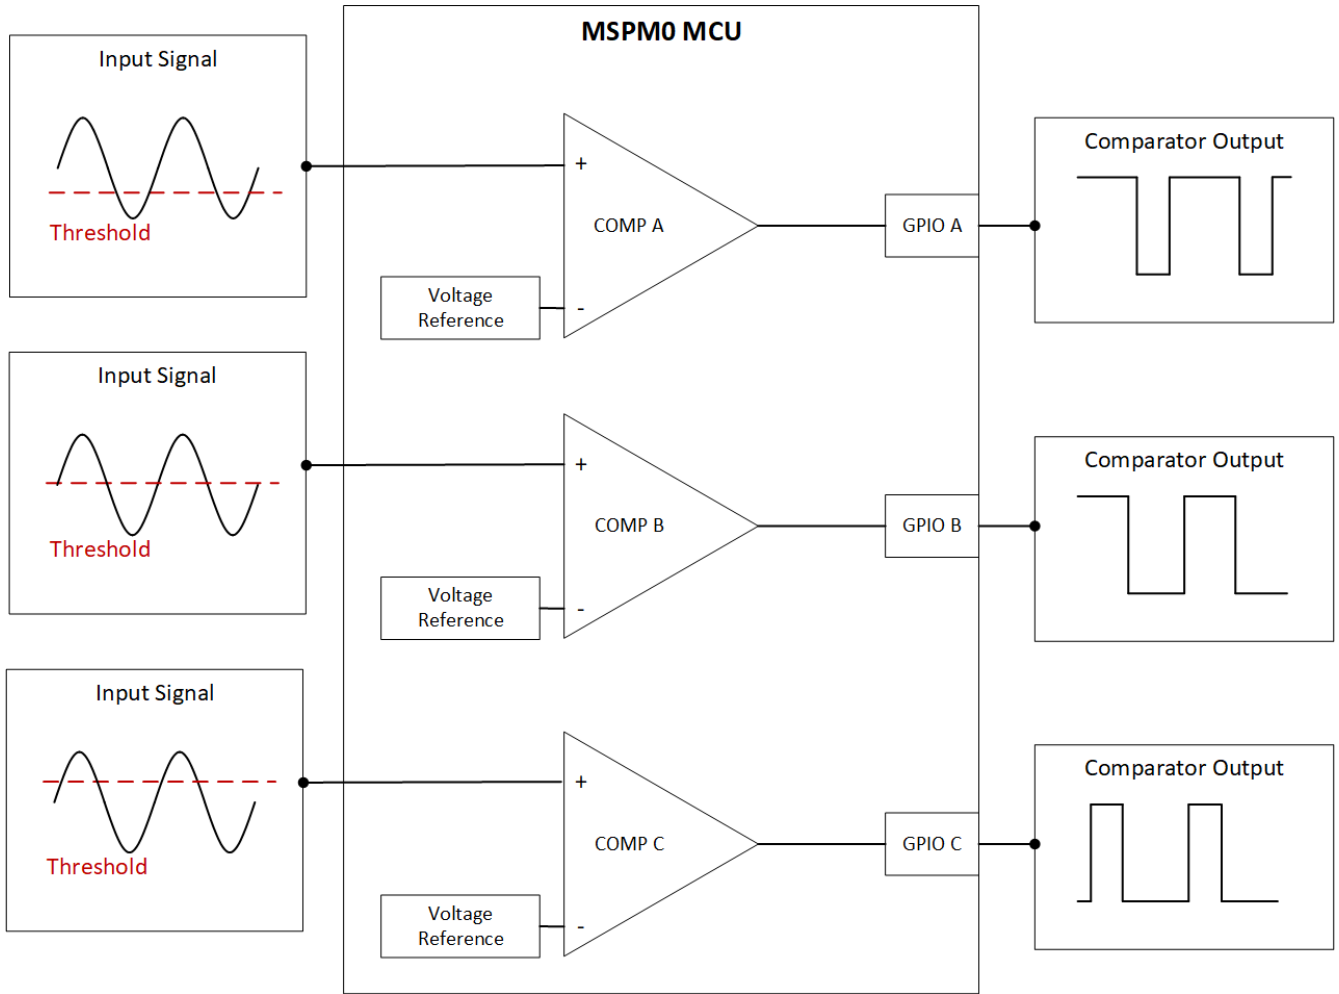 MSPM0 MCU
Input Signal
Threshold
+
COMP A
-
Voltage
Reference
GPIO A
Comparator Output
Input Signal
Threshold
+
COMP B
-
Voltage
Reference
GPIO B
Comparator Output
Input Signal
Threshold
+
COMP C
-
Voltage
Reference
GPIO C
Comparator Output